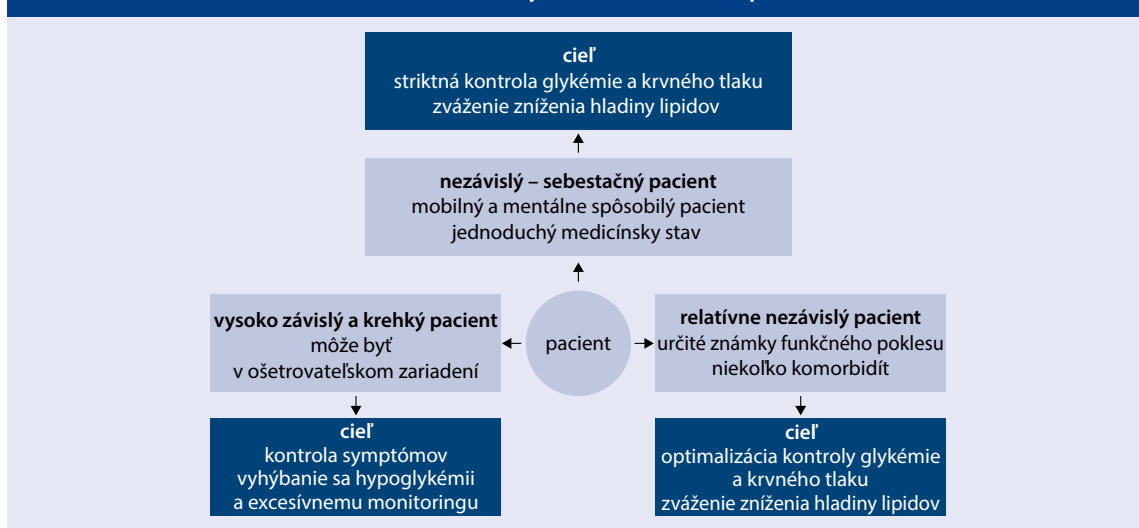 cieľ
striktná kontrola glykémie a krvného tlaku
zváženie zníženia hladiny lipidov
nezávislý – sebestačný pacient
mobilný a mentálne spôsobilý pacient
jednoduchý medicínsky stav
vysoko závislý a krehký pacient
môže byť
v ošetrovateľskom zariadení
pacient
relatívne nezávislý pacient
určité známky funkčného poklesu
niekoľko komorbidít
cieľ
kontrola symptómov
vyhýbanie sa hypoglykémii
a excesívnemu monitoringu
cieľ
optimalizácia kontroly glykémie
a krvného tlaku
zváženie zníženia hladiny lipidov